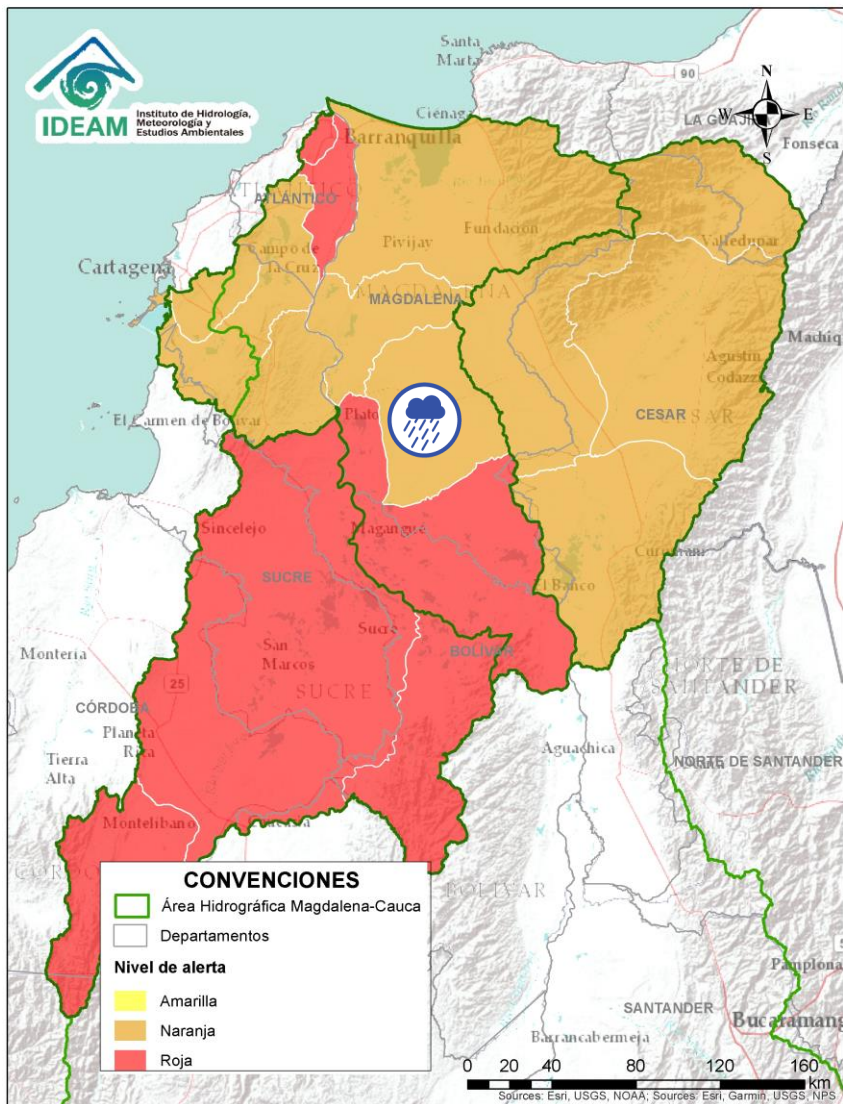 IDEAM
Instituto de Hidrología,
Meteorología y
Estudios Ambientales
Santa
Marta
90
N
W
E
S
LA GUAJIRA
Ciénaga
Fonseca
Barranquilla
ATLÁNTICO
Fundación
Pivijay
Valledupar
Campo de
la Cruz
Cartagena
MAGDALENA
MAGDALENA
Agustín
Codazzi
El Carmen de Bolívar
Plato
CESAR
Sincelejo
Magangué
SUCRE
El Banco
Sucre
San
Marcos
BOLÍVAR
SUCRE
Montería
25
CÓRDOBA
Planeta
Rica
Tierra
Alta
NORTE DE
SANTANDER
Aguachica
NORTE DE SANTANDER
Montelibano
BOLÍVAR
CONVENCIONES
Área Hidrográfica Magdalena-Cauca
Departamentos
Nivel de alerta
Amarilla
Naranja
Roja
Pamplona
SANTANDER
Bucaramang
Barrancabermeja
0 20 40 80 120 160
km
Sources: Esri, USGS, NOAA; Sources: Esri, Garmin, USGS, NPS